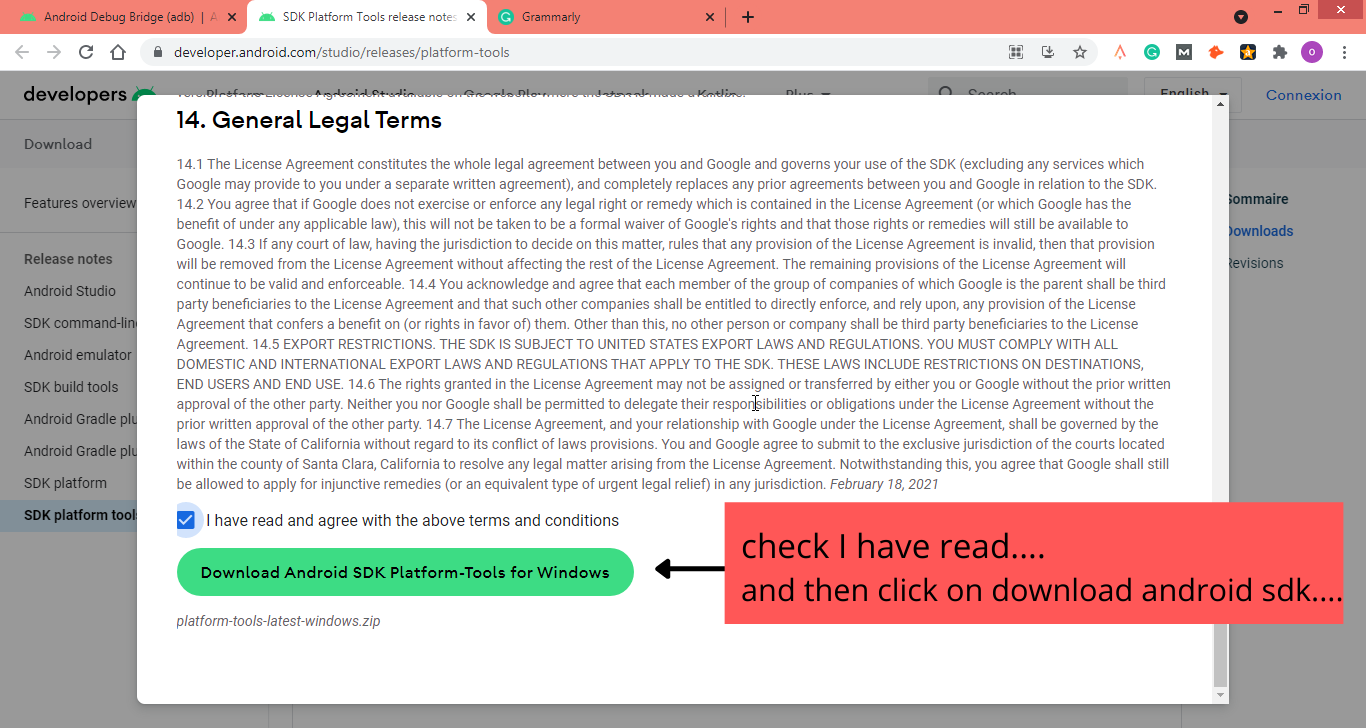 Android Debug Bridge (adb) | A
SDK Platform Tools release notes
Grammarly
developer.android.com/studio/releases/platform-tools
developers
Platform
Android Studio
Google Play
Kotlin
Plus
Search
English
Connexion
Download
Features overview
Release notes
Android Studio
SDK command-line
Android emulator
SDK build tools
Android Gradle plu
Android Gradle plu
SDK platform
SDK platform tools
14. General Legal Terms
14.1 The License Agreement constitutes the whole legal agreement between you and Google and governs your use of the SDK (excluding any services which
Google may provide to you under a separate written agreement), and completely replaces any prior agreements between you and Google in relation to the SDK.
14.2 You agree that if Google does not exercise or enforce any legal right or remedy which is contained in the License Agreement (or which Google has the
benefit of under any applicable law), this will not be taken to be a formal waiver of Google's rights and that those rights or remedies will still be available to
Google. 14.3 If any court of law, having the jurisdiction to decide on this matter, rules that any provision of the License Agreement is invalid, then that provision
will be removed from the License Agreement without affecting the rest of the License Agreement. The remaining provisions of the License Agreement will
continue to be valid and enforceable. 14.4 You acknowledge and agree that each member of the group of companies of which Google is the parent shall be third
party beneficiaries to the License Agreement and that such other companies shall be entitled to directly enforce, and rely upon, any provision of the License
Agreement that confers a benefit on (or rights in favor of) them. Other than this, no other person or company shall be third party beneficiaries to the License
Agreement. 14.5 EXPORT RESTRICTIONS. THE SDK IS SUBJECT TO UNITED STATES EXPORT LAWS AND REGULATIONS. YOU MUST COMPLY WITH ALL
DOMESTIC AND INTERNATIONAL EXPORT LAWS AND REGULATIONS THAT APPLY TO THE SDK. THESE LAWS INCLUDE RESTRICTIONS ON DESTINATIONS,
END USERS AND END USE. 14.6 The rights granted in the License Agreement may not be assigned or transferred by either you or Google without the prior written
approval of the other party. Neither you nor Google shall be permitted to delegate their responsibilities or obligations under the License Agreement without the
prior written approval of the other party. 14.7 The License Agreement, and your relationship with Google under the License Agreement, shall be governed by the
laws of the State of California without regard to its conflict of laws provisions. You and Google agree to submit to the exclusive jurisdiction of the courts located
within the county of Santa Clara, California to resolve any legal matter arising from the License Agreement. Notwithstanding this, you agree that Google shall still
be allowed to apply for injunctive remedies (or an equivalent type of urgent legal relief) in any jurisdiction. February 18, 2021
I have read and agree with the above terms and conditions
Download Android SDK Platform-Tools for Windows
platform-tools-latest-windows.zip
check I have read....
and then click on download android sdk....
Sommaire
Downloads
Revisions